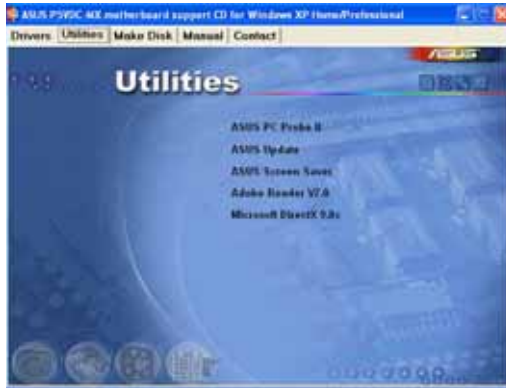 ASUS P5VDC-MX motherboard support CD for Windows XP Home/Professional
Drivers Utilities Make Disk Manual Contact
ASUS
Utilities
ASUS PC Probe II
ASUS Update
ASUS Screen Saver
Adobe Reader V7.0
Microsoft DirectX 9.0c